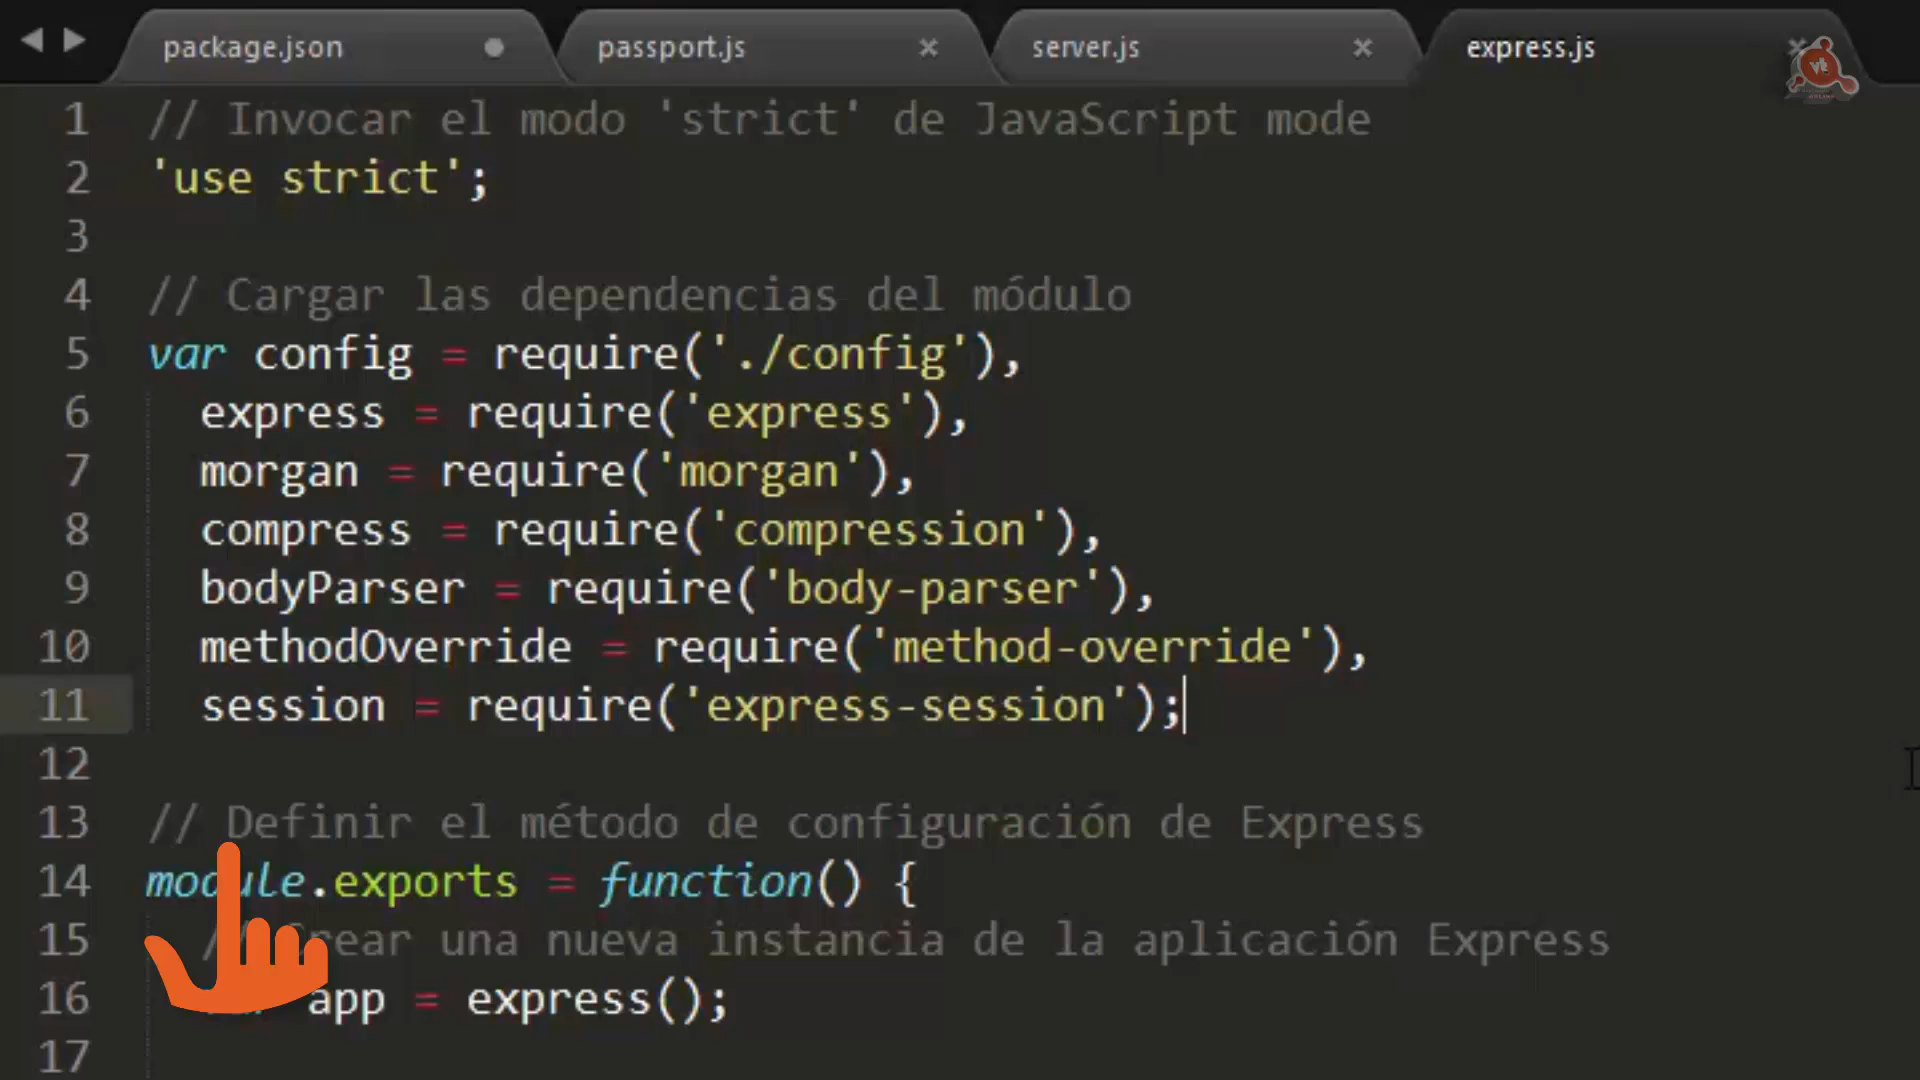 package.json passport.js server.js express.js
1 // Invocar el modo 'strict' de JavaScript mode
2 'use strict';
3
4 // Cargar las dependencias del módulo
5 var config = require('./config'),
6 express = require('express'),
7 morgan = require('morgan'),
8 compress = require('compression'),
9 bodyParser = require('body-parser'),
10 methodOverride = require('method-override'),
11 session = require('express-session');
12
13 // Definir el método de configuración de Express
14 module.exports = function() {
15 // Crear una nueva instancia de la aplicación Express
16 var app = express();
17